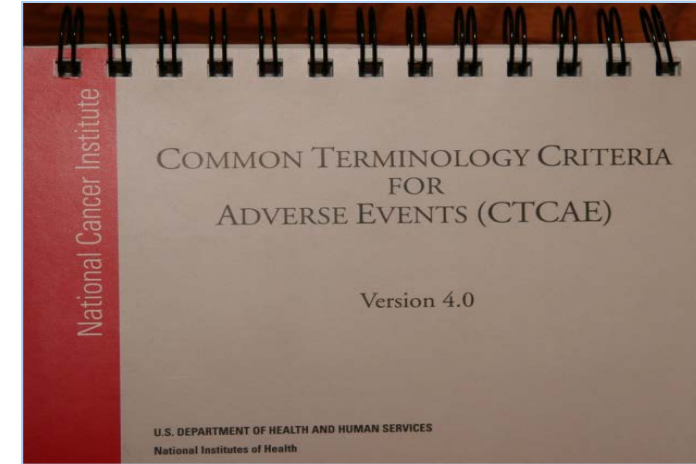 National Cancer Institute
COMMON TERMINOLOGY CRITERIA
FOR
ADVERSE EVENTS (CTCAE)
Version 4.0
U.S. DEPARTMENT OF HEALTH AND HUMAN SERVICES
National Institutes of Health